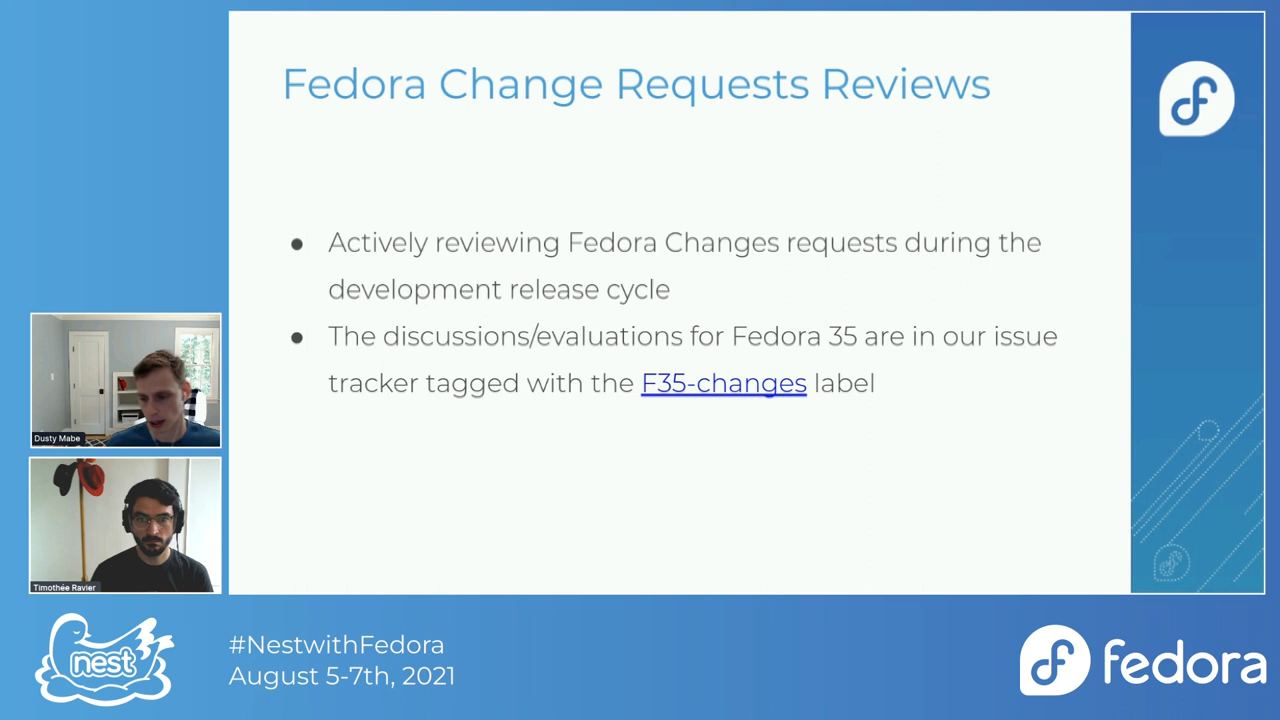 Fedora Change Requests Reviews
● Actively reviewing Fedora Changes requests during the
development release cycle
● The discussions/evaluations for Fedora 35 are in our issue
tracker tagged with the F35-changes label
Dusty Mabe
Timothée Ravier
nest
#NestwithFedora
August 5-7th, 2021
fedora